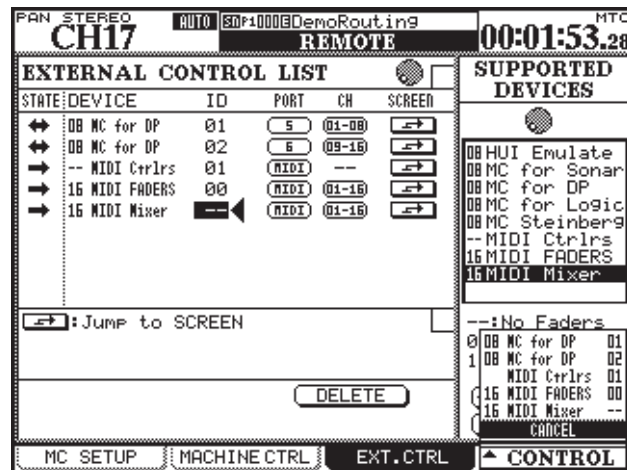 PAN STEREO
CH17
AUTO
DemoRouting
REMOTE
MTC
00:01:53.28
EXTERNAL CONTROL LIST
STATE DEVICE ID PORT CH SCREEN
08 MC for DP 01 5 01-08
08 MC for DP 02 6 09-16
-- MIDI Ctrlrs 01 MIDI --
16 MIDI FADERS 00 MIDI 01-16
16 MIDI Mixer -- MIDI 01-16
:Jump to SCREEN
DELETE
SUPPORTED
DEVICES
08 HUI Emulate
08 MC for Sonar
08 MC for DP
08 MC for Logic
08 MC Steinberg
-- MIDI Ctrlrs
16 MIDI FADERS
16 MIDI Mixer
--:No Faders
08 MC for DP 01
08 MC for DP 02
MIDI Ctrlrs 01
16 MIDI FADERS 00
16 MIDI Mixer --
CANCEL
MC SETUP
MACHINE CTRL
EXT.CTRL
CONTROL